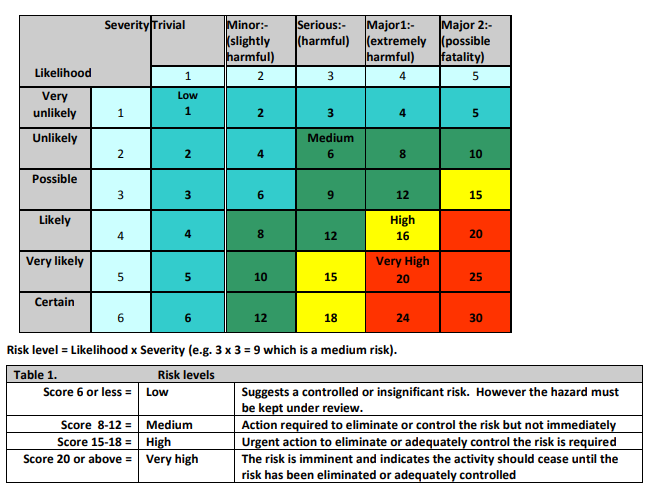 Severity Trivial Minor:- Serious:- Major1:- Major 2:-
(slightly (harmful) (extremely (possible
harmful) harmful) fatality)
Likelihood 1 2 3 4 5
Very Low
unlikely 1 1 2 3 4 5
Unlikely Medium
2 2 4 6 8 10
Possible
3 3 6 9 12 15
Likely High
4 4 8 12 16 20
Very likely Very High
5 5 10 15 20 25
Certain
6 6 12 18 24 30
Risk level = Likelihood x Severity (e.g. 3 x 3 = 9 which is a medium risk).
Table 1. Risk levels
Score 6 or less = Low Suggests a controlled or insignificant risk. However the hazard must
be kept under review.
Score 8-12 = Medium Action required to eliminate or control the risk but not immediately
Score 15-18 = High Urgent action to eliminate or adequately control the risk is required
Score 20 or above = Very high The risk is imminent and indicates the activity should cease until the
risk has been eliminated or adequately controlled